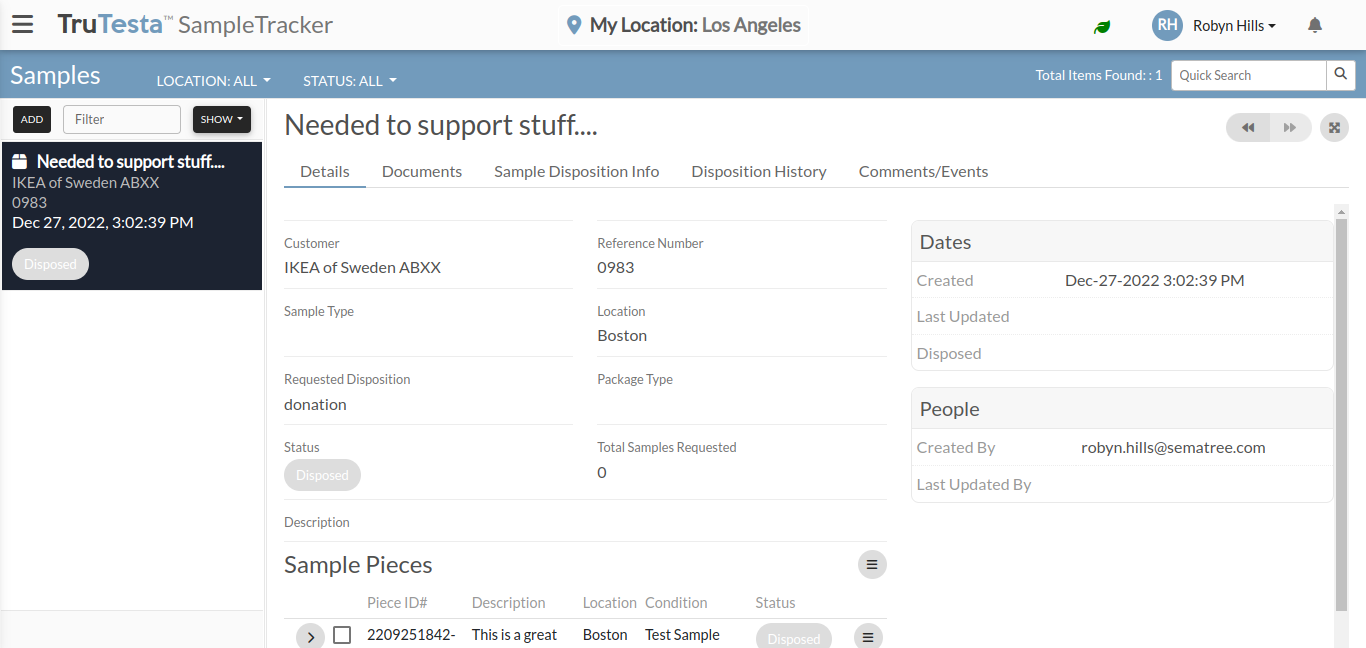 TruTesta™ SampleTracker
My Location: Los Angeles
RH Robyn Hills
Samples
LOCATION: ALL
STATUS: ALL
Total Items Found: : 1
Quick Search
ADD
Filter
SHOW
Needed to support stuff....
IKEA of Sweden ABXX
0983
Dec 27, 2022, 3:02:39 PM
Disposed
Needed to support stuff....
Details Documents Sample Disposition Info Disposition History Comments/Events
Customer
IKEA of Sweden ABXX
Reference Number
0983
Sample Type
Location
Boston
Requested Disposition
donation
Package Type
Status
Disposed
Total Samples Requested
0
Description
Sample Pieces
Piece ID# Description Location Condition Status
2209251842- This is a great Boston Test Sample Disposed
Dates
Created Dec-27-2022 3:02:39 PM
Last Updated
Disposed
People
Created By robyn.hills@sematree.com
Last Updated By